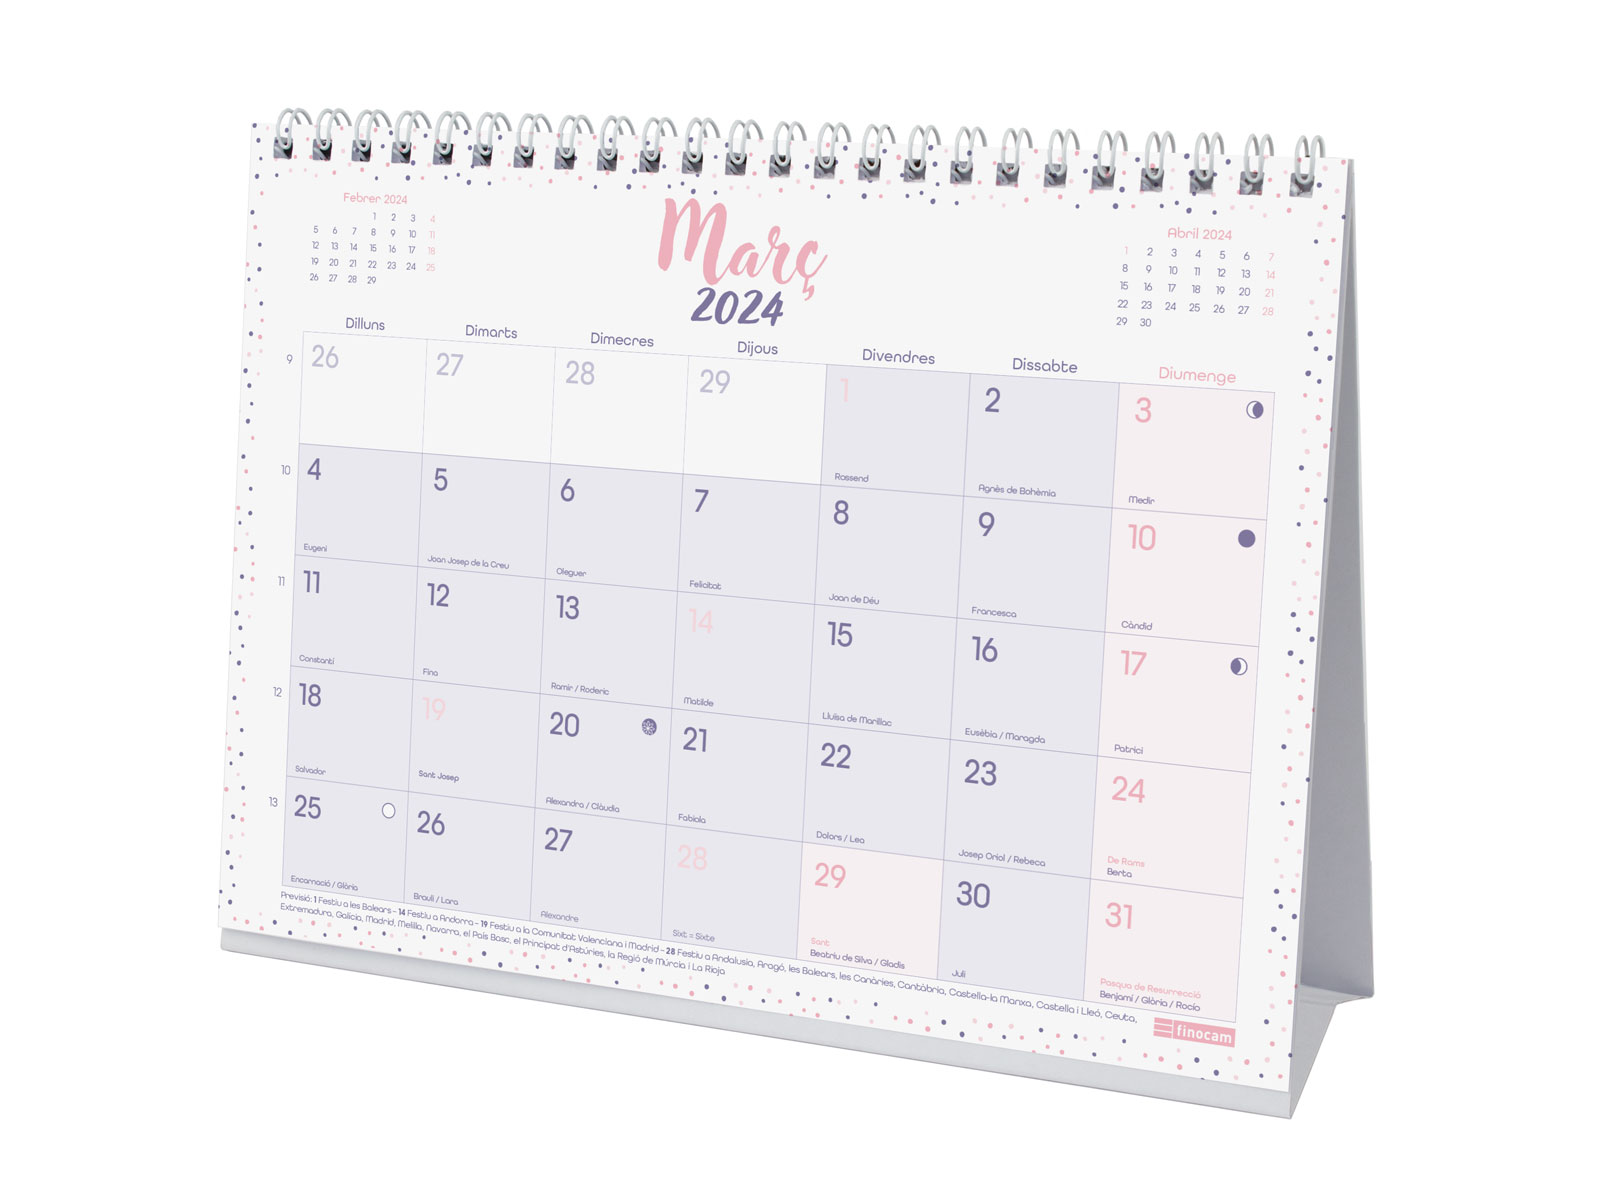 Febrer 2024
1 2 3 4
5 6 7 8 9 10 11
12 13 14 15 16 17 18
19 20 21 22 23 24 25
26 27 28 29
Març
2024
Abril 2024
1 2 3 4 5 6 7
8 9 10 11 12 13 14
15 16 17 18 19 20 21
22 23 24 25 26 27 28
29 30
Dilluns Dimarts Dimecres Dijous Divendres Dissabte Diumenge
9 26 27 28 29 1 2 3
Rossend Agnès de Bohèmia Medir
10 4 5 6 7 8 9 10
Eugeni Joan Josep de la Creu Oleguer Felicitat Joan de Déu Francesca Càndid
11 11 12 13 14 15 16 17
Constantí Fina Ramir / Roderic Matilde Lluïsa de Marillac Eusèbia / Maragda Patrici
12 18 19 20 21 22 23 24
De Rams
Salvador Sant Josep Alexandra / Clàudia Fabiola Dolors / Lea Josep Oriol / Rebeca Berta
13 25 26 27 28 29 30 31
Sant Pasqua de Resurrecció
Encarnació / Glòria Brauli / Lara Alexandre Sixt = Sixte Beatriu de Silva / Gladis Juli Benjamí / Glòria / Rocío
Previsió: 1 Festiu a les Balears - 14 Festiu a Andorra - 19 Festiu a la Comunitat Valenciana i Madrid - 28 Festiu a Andalusia, Aragó, les Balears, les Canàries, Cantàbria, Castella-la Manxa, Castella i Lleó, Ceuta,
Extremadura, Galícia, Madrid, Melilla, Navarra, el País Basc, el Principat d'Astúries, la Regió de Múrcia i La Rioja
finocam